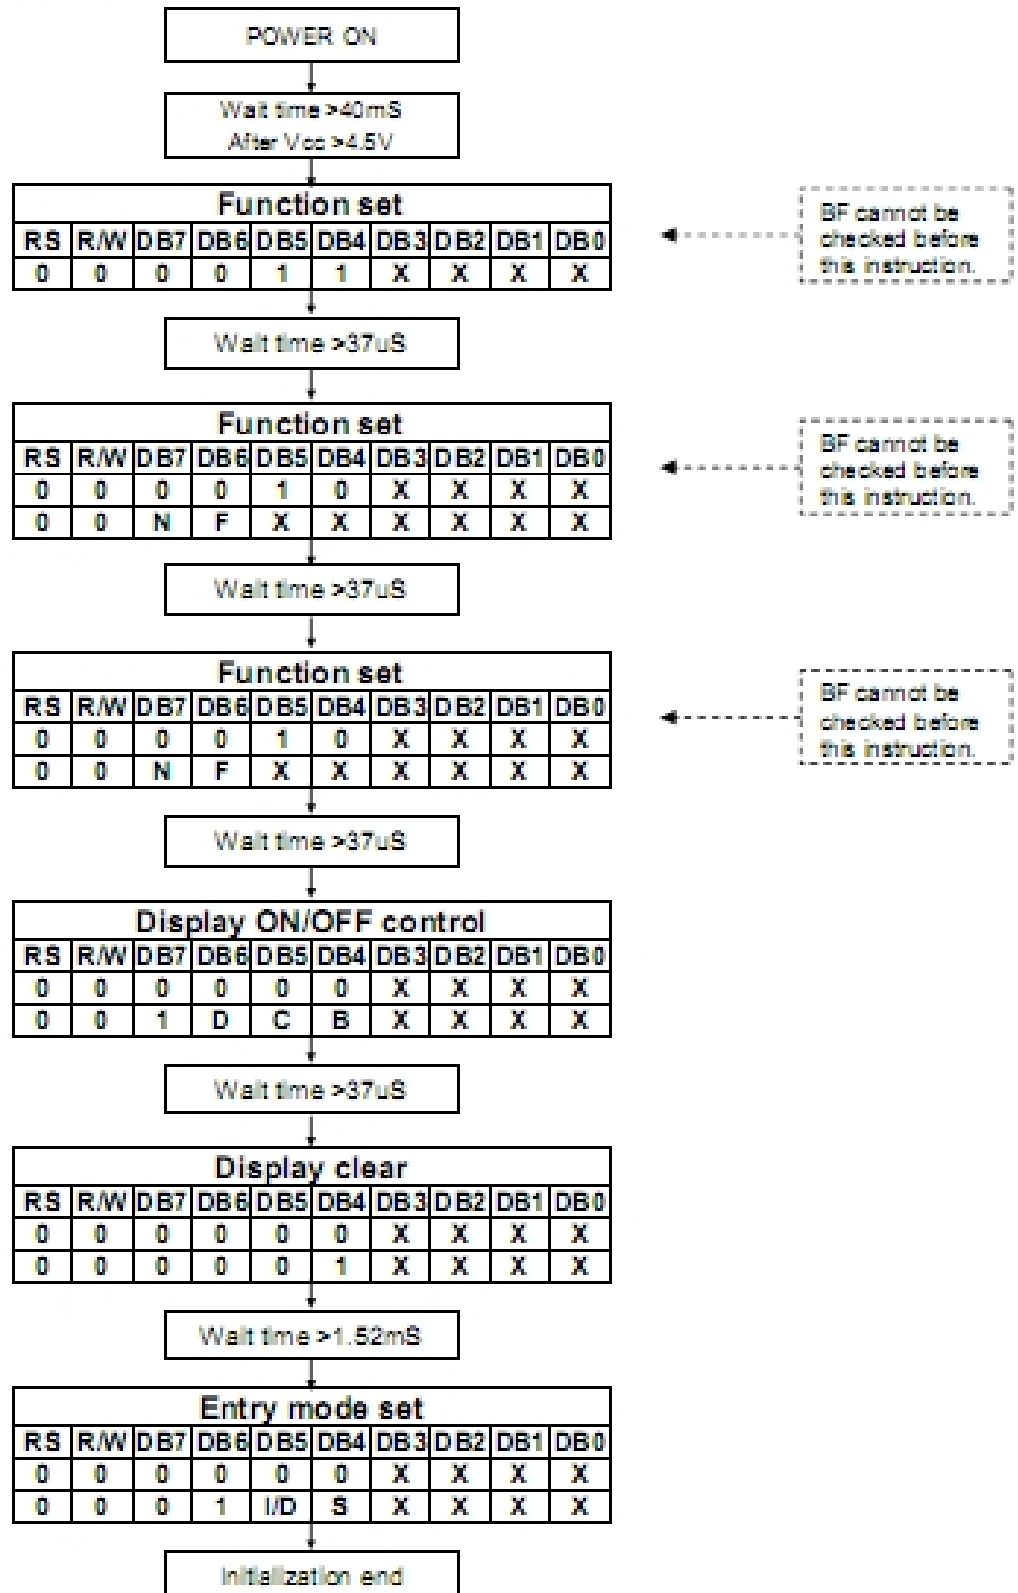 POWER ON
Wait time >40mS
After Vcc >4.5V
Function set
RS R/W DB7 DB6 DB5 DB4 DB3 DB2 DB1 DB0
0 0 0 0 1 1 X X X X
BF cannot be
checked before
this instruction.
Wait time >37uS
Function set
RS R/W DB7 DB6 DB5 DB4 DB3 DB2 DB1 DB0
0 0 0 0 1 0 X X X X
0 0 N F X X X X X X
BF cannot be
checked before
this instruction.
Wait time >37uS
Function set
RS R/W DB7 DB6 DB5 DB4 DB3 DB2 DB1 DB0
0 0 0 0 1 0 X X X X
0 0 N F X X X X X X
BF cannot be
checked before
this instruction.
Wait time >37uS
Display ON/OFF control
RS R/W DB7 DB6 DB5 DB4 DB3 DB2 DB1 DB0
0 0 0 0 0 0 X X X X
0 0 1 D C B X X X X
Wait time >37uS
Display clear
RS R/W DB7 DB6 DB5 DB4 DB3 DB2 DB1 DB0
0 0 0 0 0 0 X X X X
0 0 0 0 0 1 X X X X
Wait time >1.52mS
Entry mode set
RS R/W DB7 DB6 DB5 DB4 DB3 DB2 DB1 DB0
0 0 0 0 0 0 X X X X
0 0 0 1 I/D S X X X X
Initialization end